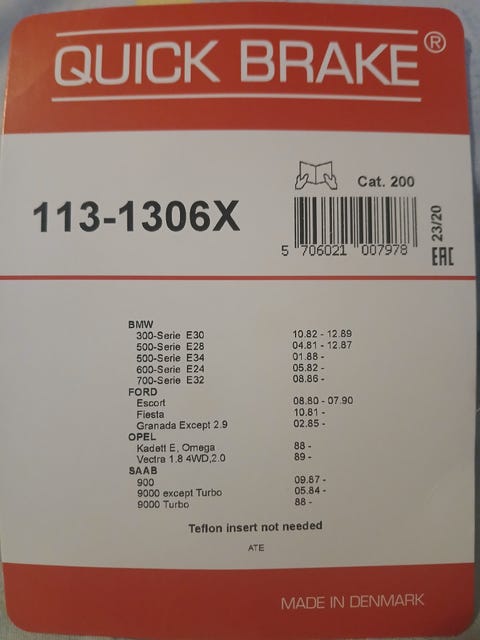 QUICK BRAKE®
Cat. 200
113-1306X
5 706021 007978
23/20
EAC
BMW
300-Serie E30 10.82 - 12.89
500-Serie E28 04.81 - 12.87
500-Serie E34 01.88 -
600-Serie E24 05.82 -
700-Serie E32 08.86 -
FORD
Escort 08.80 - 07.90
Fiesta 10.81 -
Granada Except 2.9 02.85 -
OPEL
Kadett E, Omega 88 -
Vectra 1.8 4WD,2.0 89 -
SAAB
900 09.87 -
9000 except Turbo 05.84 -
9000 Turbo 88 -
Teflon insert not needed
ATE
MADE IN DENMARK